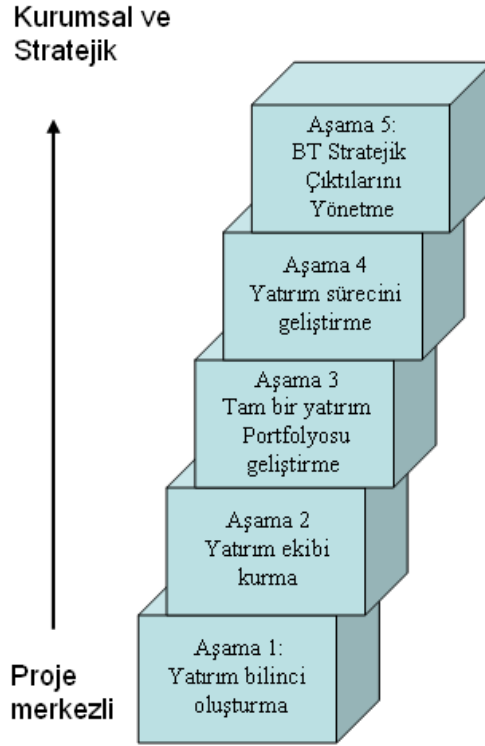 Kurumsal ve
Stratejik
Aşama 5:
BT Stratejik
Çıktılarını
Yönetme
Aşama 4
Yatırım sürecini
geliştirme
Aşama 3
Tam bir yatırım
Portfolyosu
geliştirme
Aşama 2
Yatırım ekibi
kurma
Aşama 1:
Yatırım bilinci
oluşturma
Proje
merkezli